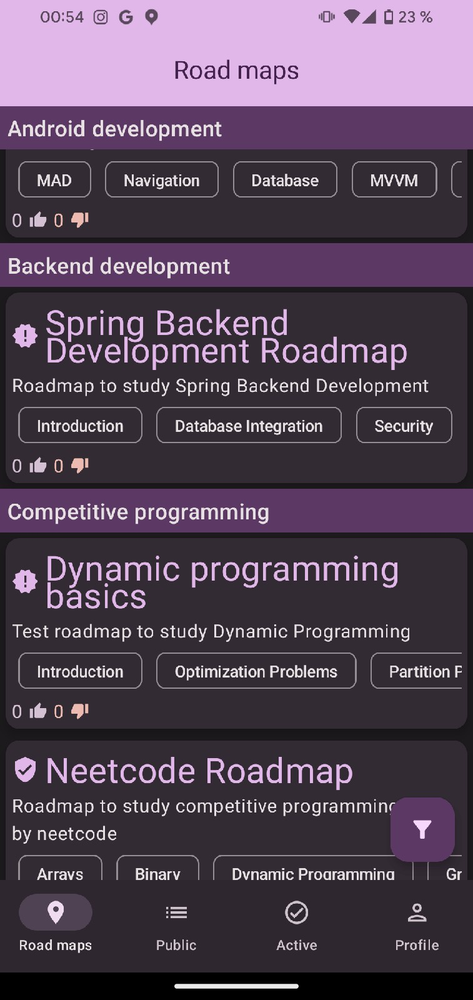 00:54 23 %
Road maps
Android development
MAD Navigation Database MVVM
0 0
Backend development
Spring Backend
Development Roadmap
Roadmap to study Spring Backend Development
Introduction Database Integration Security
0 0
Competitive programming
Dynamic programming
basics
Test roadmap to study Dynamic Programming
Introduction Optimization Problems Partition P
0 0
Neetcode Roadmap
Roadmap to study competitive programming
by neetcode
Arrays Binary Dynamic Programming Gr
Road maps Public Active Profile